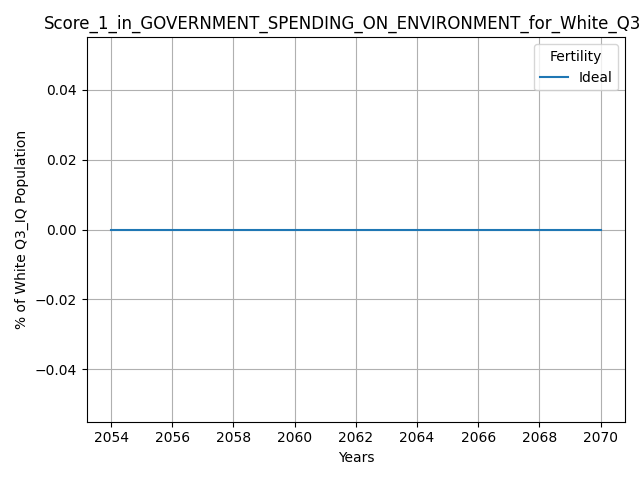 Score_1_in_GOVERNMENT_SPENDING_ON_ENVIRONMENT_for_White_Q3
Fertility
Ideal
0.04
0.02
0.00
−0.02
−0.04
% of White Q3_IQ Population
2054 2056 2058 2060 2062 2064 2066 2068 2070
Years